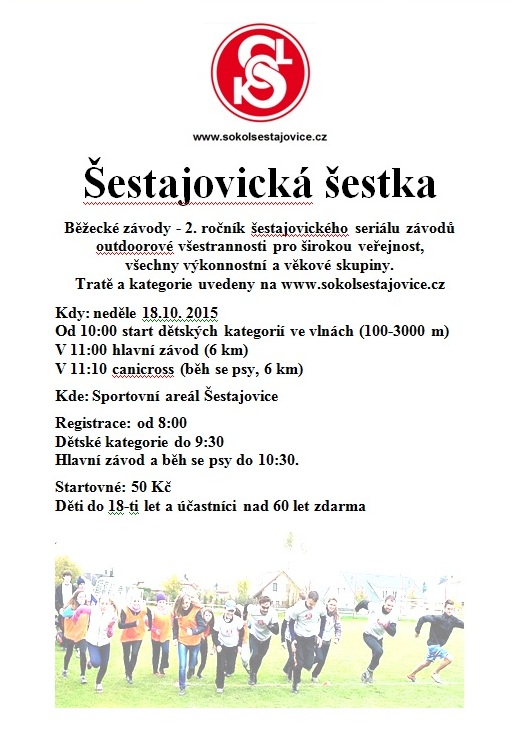 SOKOL
www.sokolsestajovice.cz
Šestajovická šestka
Běžecké závody - 2. ročník šestajovického seriálu závodů
outdoorové všestrannosti pro širokou veřejnost,
všechny výkonnostní a věkové skupiny.
Tratě a kategorie uvedeny na www.sokolsestajovice.cz
Kdy: neděle 18.10. 2015
Od 10:00 start dětských kategorií ve vlnách (100-3000 m)
V 11:00 hlavní závod (6 km)
V 11:10 canicross (běh se psy, 6 km)
Kde: Sportovní areál Šestajovice
Registrace: od 8:00
Dětské kategorie do 9:30
Hlavní závod a běh se psy do 10:30.
Startovné: 50 Kč
Děti do 18-ti let a účastníci nad 60 let zdarma